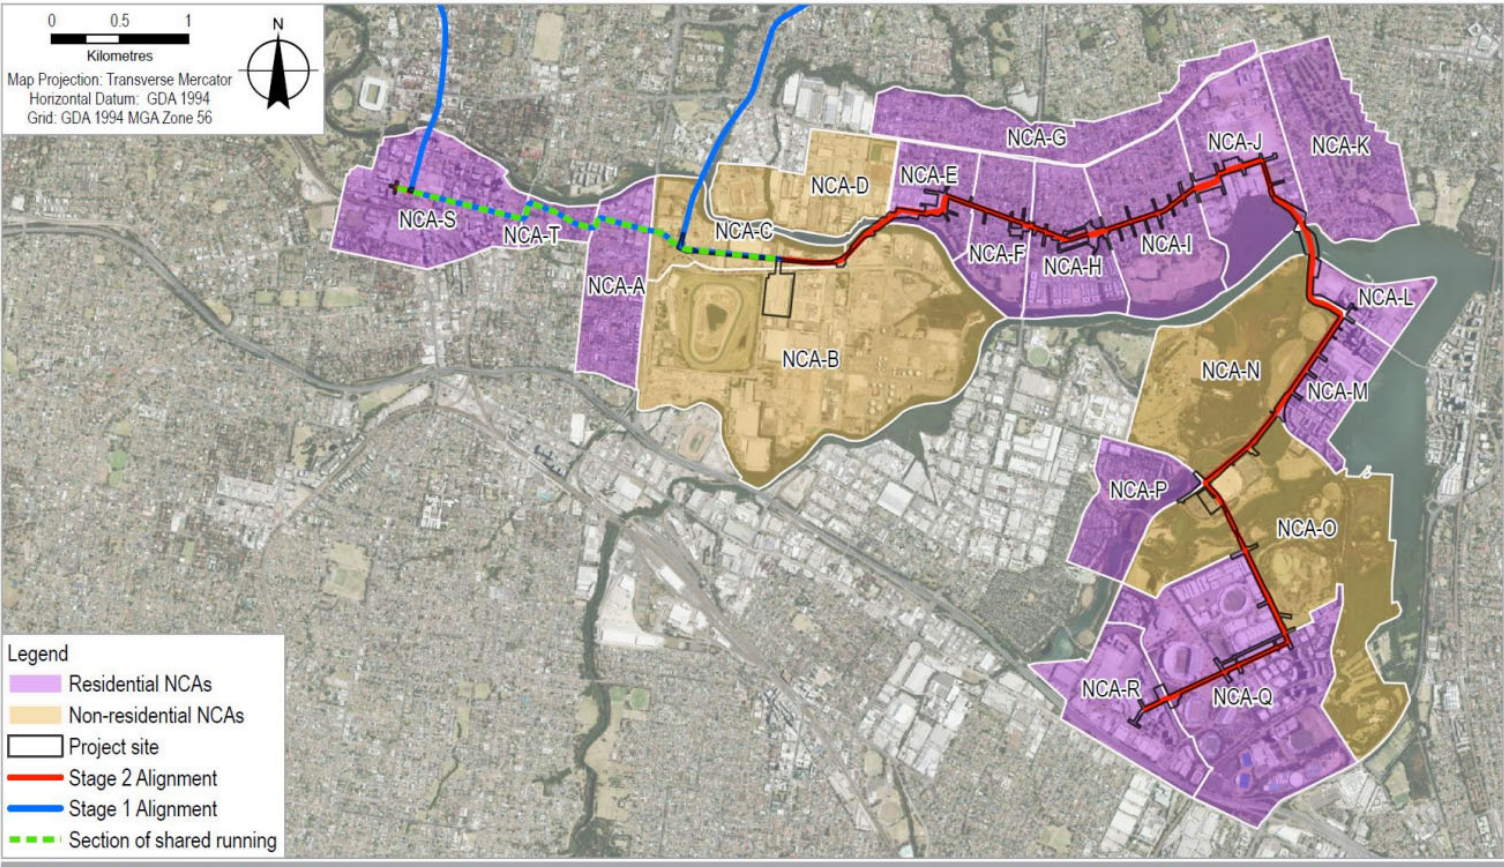 0 0.5 1
Kilometres
Map Projection: Transverse Mercator
Horizontal Datum: GDA 1994
Grid: GDA 1994 MGA Zone 56
N
NCA-G
NCA-J
NCA-K
NCA-D
NCA-E
NCA-S
NCA-T
NCA-C
NCA-F
NCA-H
NCA-I
NCA-A
NCA-L
NCA-B
NCA-N
NCA-M
NCA-P
NCA-O
NCA-R
NCA-Q
Legend
Residential NCAs
Non-residential NCAs
Project site
Stage 2 Alignment
Stage 1 Alignment
Section of shared running